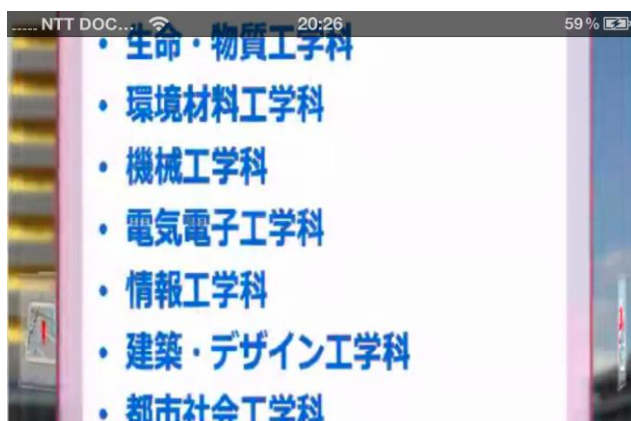 NTT DOC... 20:26 59%
・生命・物質工学科
・環境材料工学科
・機械工学科
・電気電子工学科
・情報工学科
・建築・デザイン工学科
・都市社会工学科